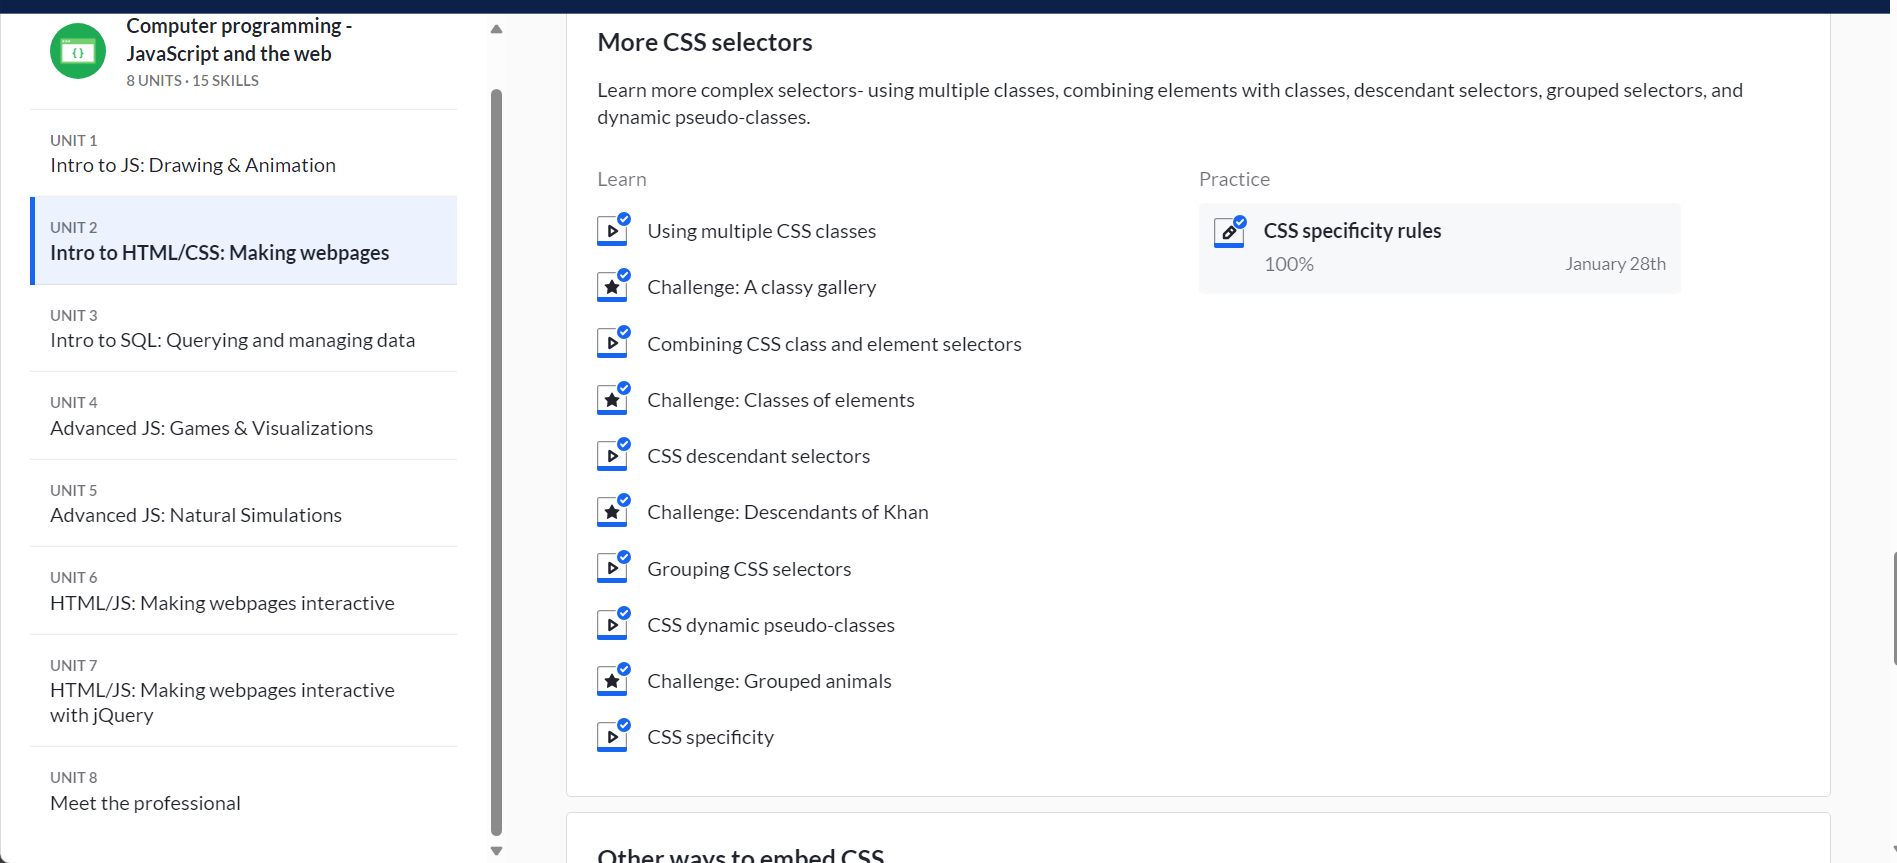 Computer programming -
JavaScript and the web
8 UNITS · 15 SKILLS
UNIT 1
Intro to JS: Drawing & Animation
UNIT 2
Intro to HTML/CSS: Making webpages
UNIT 3
Intro to SQL: Querying and managing data
UNIT 4
Advanced JS: Games & Visualizations
UNIT 5
Advanced JS: Natural Simulations
UNIT 6
HTML/JS: Making webpages interactive
UNIT 7
HTML/JS: Making webpages interactive
with jQuery
UNIT 8
Meet the professional
More CSS selectors
Learn more complex selectors- using multiple classes, combining elements with classes, descendant selectors, grouped selectors, and
dynamic pseudo-classes.
Learn
Using multiple CSS classes
Challenge: A classy gallery
Combining CSS class and element selectors
Challenge: Classes of elements
CSS descendant selectors
Challenge: Descendants of Khan
Grouping CSS selectors
CSS dynamic pseudo-classes
Challenge: Grouped animals
CSS specificity
Practice
CSS specificity rules
100% January 28th
Other ways to embed CSS